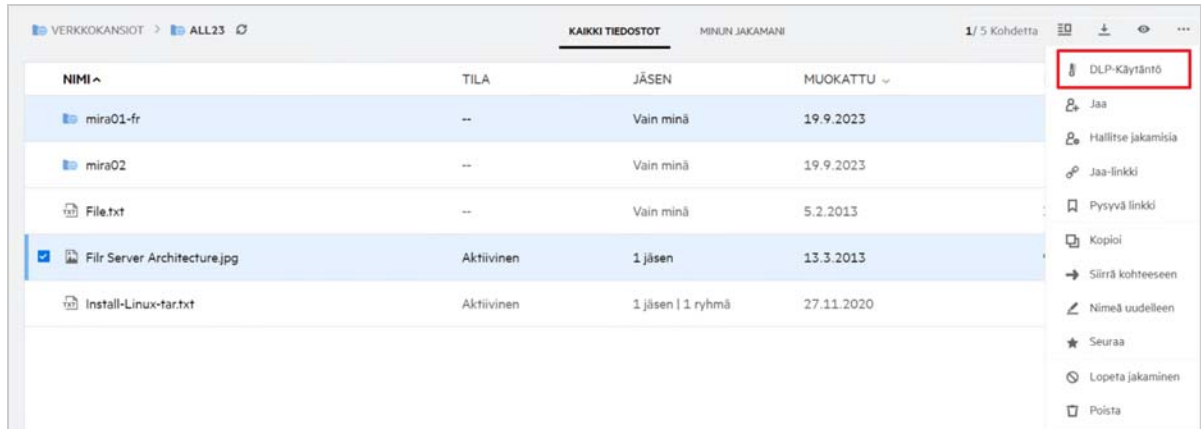 VERKKOKANSIOT > ALL23
KAIKKI TIEDOSTOT MINUN JAKAMANI
1/ 5 Kohdetta
NIMI TILA JÄSEN MUOKATTU
mira01-fr -- Vain minä 19.9.2023
mira02 -- Vain minä 19.9.2023
File.txt -- Vain minä 5.2.2013
Filr Server Architecture.jpg Aktiivinen 1 jäsen 13.3.2013
Install-Linux-tar.txt Aktiivinen 1 jäsen | 1 ryhmä 27.11.2020
DLP-Käytäntö
Jaa
Hallitse jakamisia
Jaa-linkki
Pysyvä linkki
Kopioi
Siirrä kohteeseen
Nimeä uudelleen
Seuraa
Lopeta jakaminen
Poista